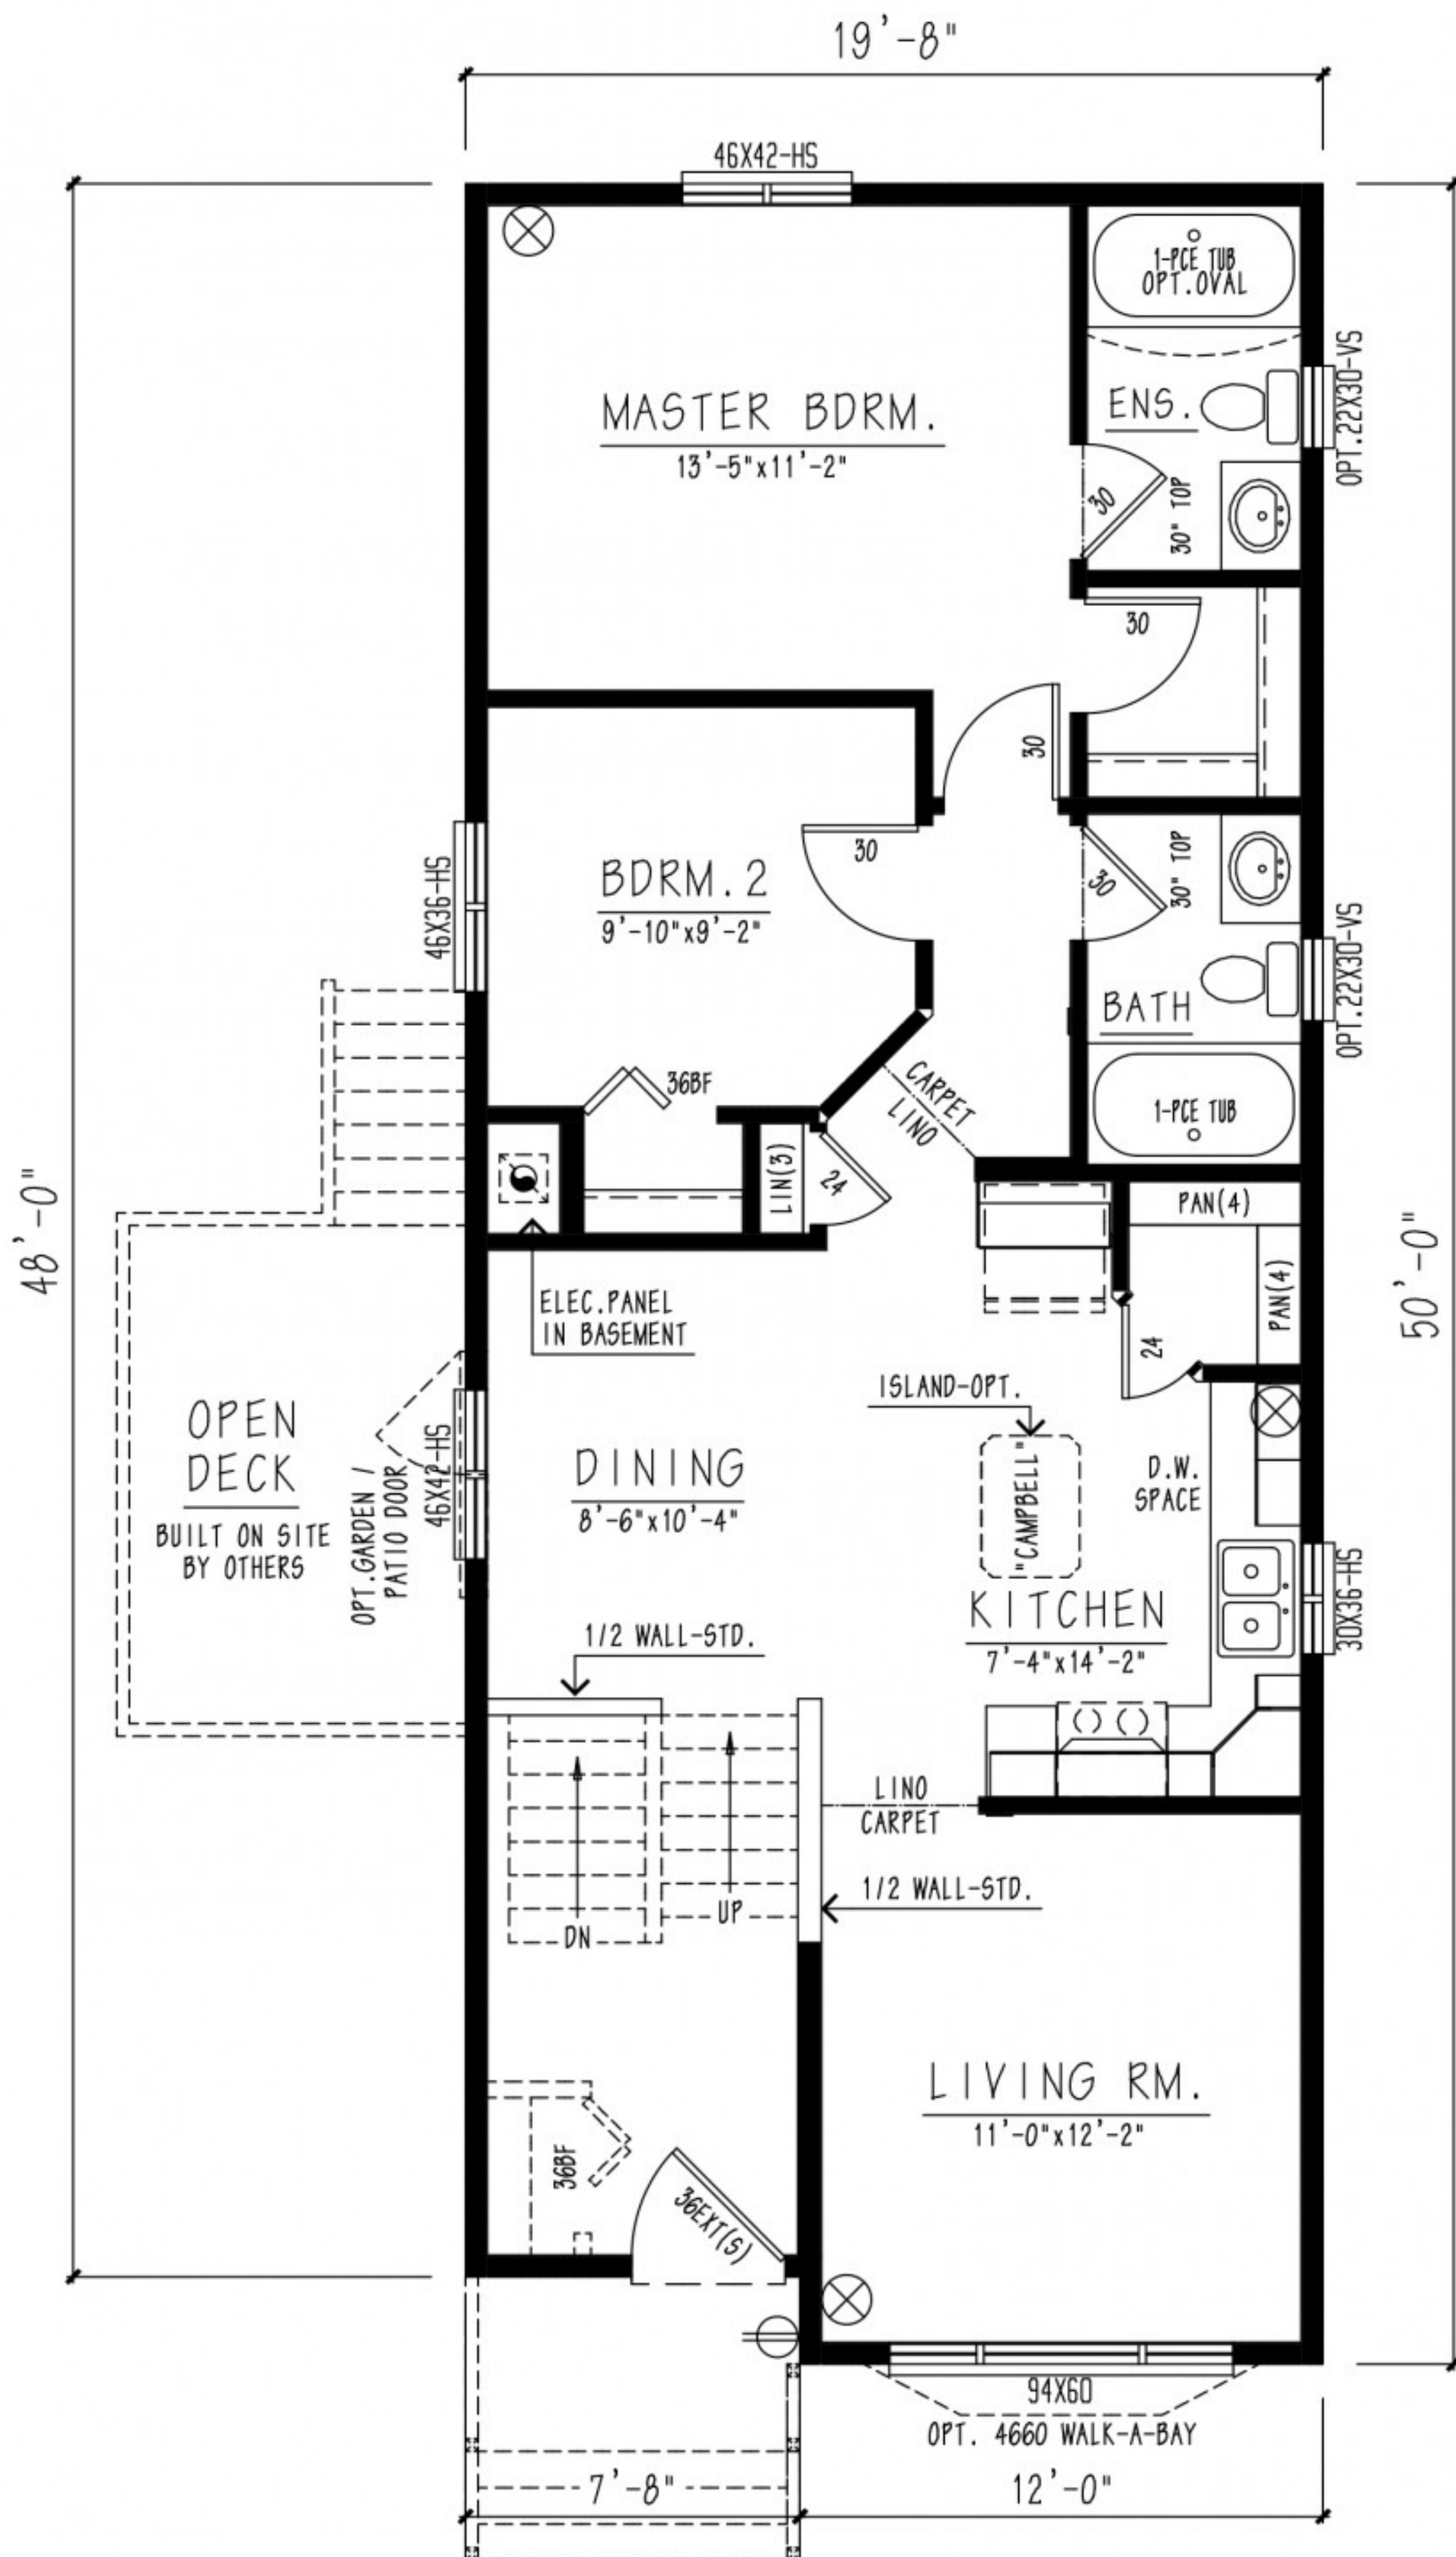 19'-8"
46X42-HS
1-PCE TUB
OPT.OVAL
MASTER BDRM.
13'-5"x11'-2"
ENS.
OPT.22X30-VS
30
30" TOP
30
30
BDRM.2
9'-10"x9'-2"
46X36-HS
30
30
30" TOP
BATH
OPT.22X30-VS
1-PCE TUB
36BF
CARPET
LINO
LIN(3)
24
PAN(4)
PAN(4)
24
48'-0"
50'-0"
ELEC.PANEL
IN BASEMENT
ISLAND-OPT.
"CAMPBELL"
OPEN
DECK
BUILT ON SITE
BY OTHERS
OPT.GARDEN /
PATIO DOOR
46X42-HS
DINING
8'-6"x10'-4"
D.W.
SPACE
KITCHEN
7'-4"x14'-2"
30X36-HS
1/2 WALL-STD.
LINO
CARPET
1/2 WALL-STD.
DN
UP
LIVING RM.
11'-0"x12'-2"
36BF
36EXT(S)
94X60
OPT. 4660 WALK-A-BAY
7'-8"
12'-0"